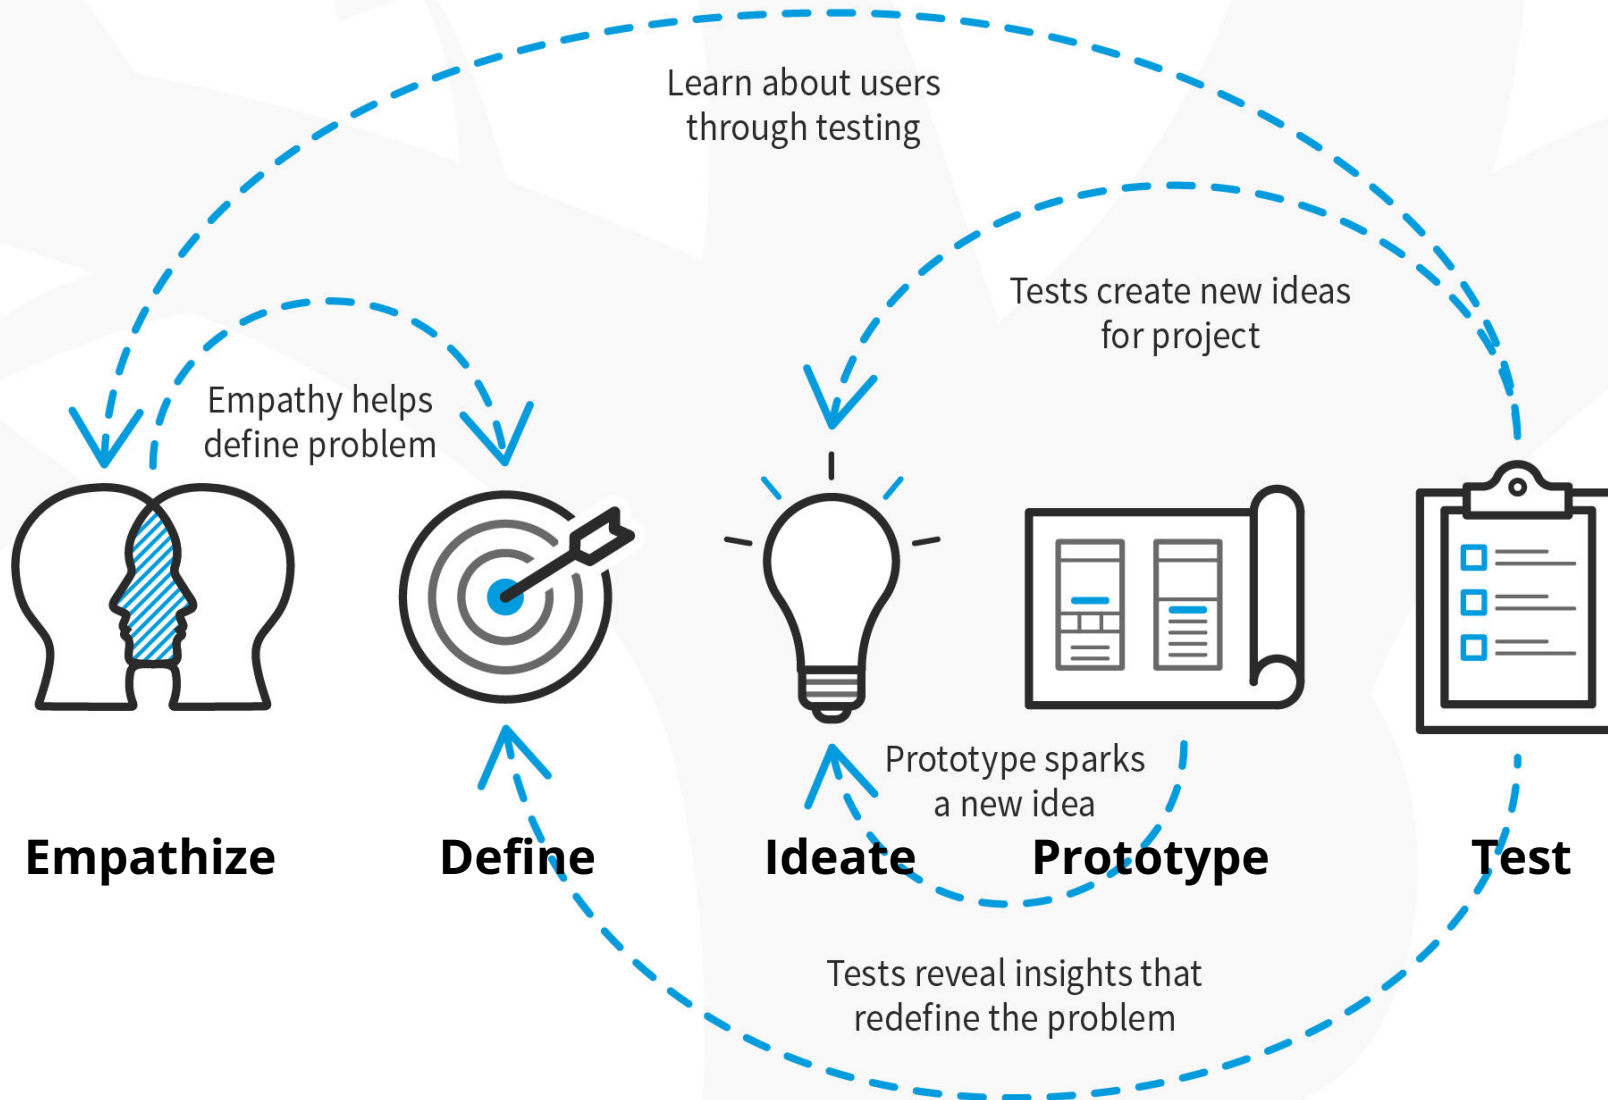 Learn about users
through testing
Tests create new ideas
for project
Empathy helps
define problem
Prototype sparks
a new idea
Empathize
Define
Ideate
Prototype
Test
Tests reveal insights that
redefine the problem